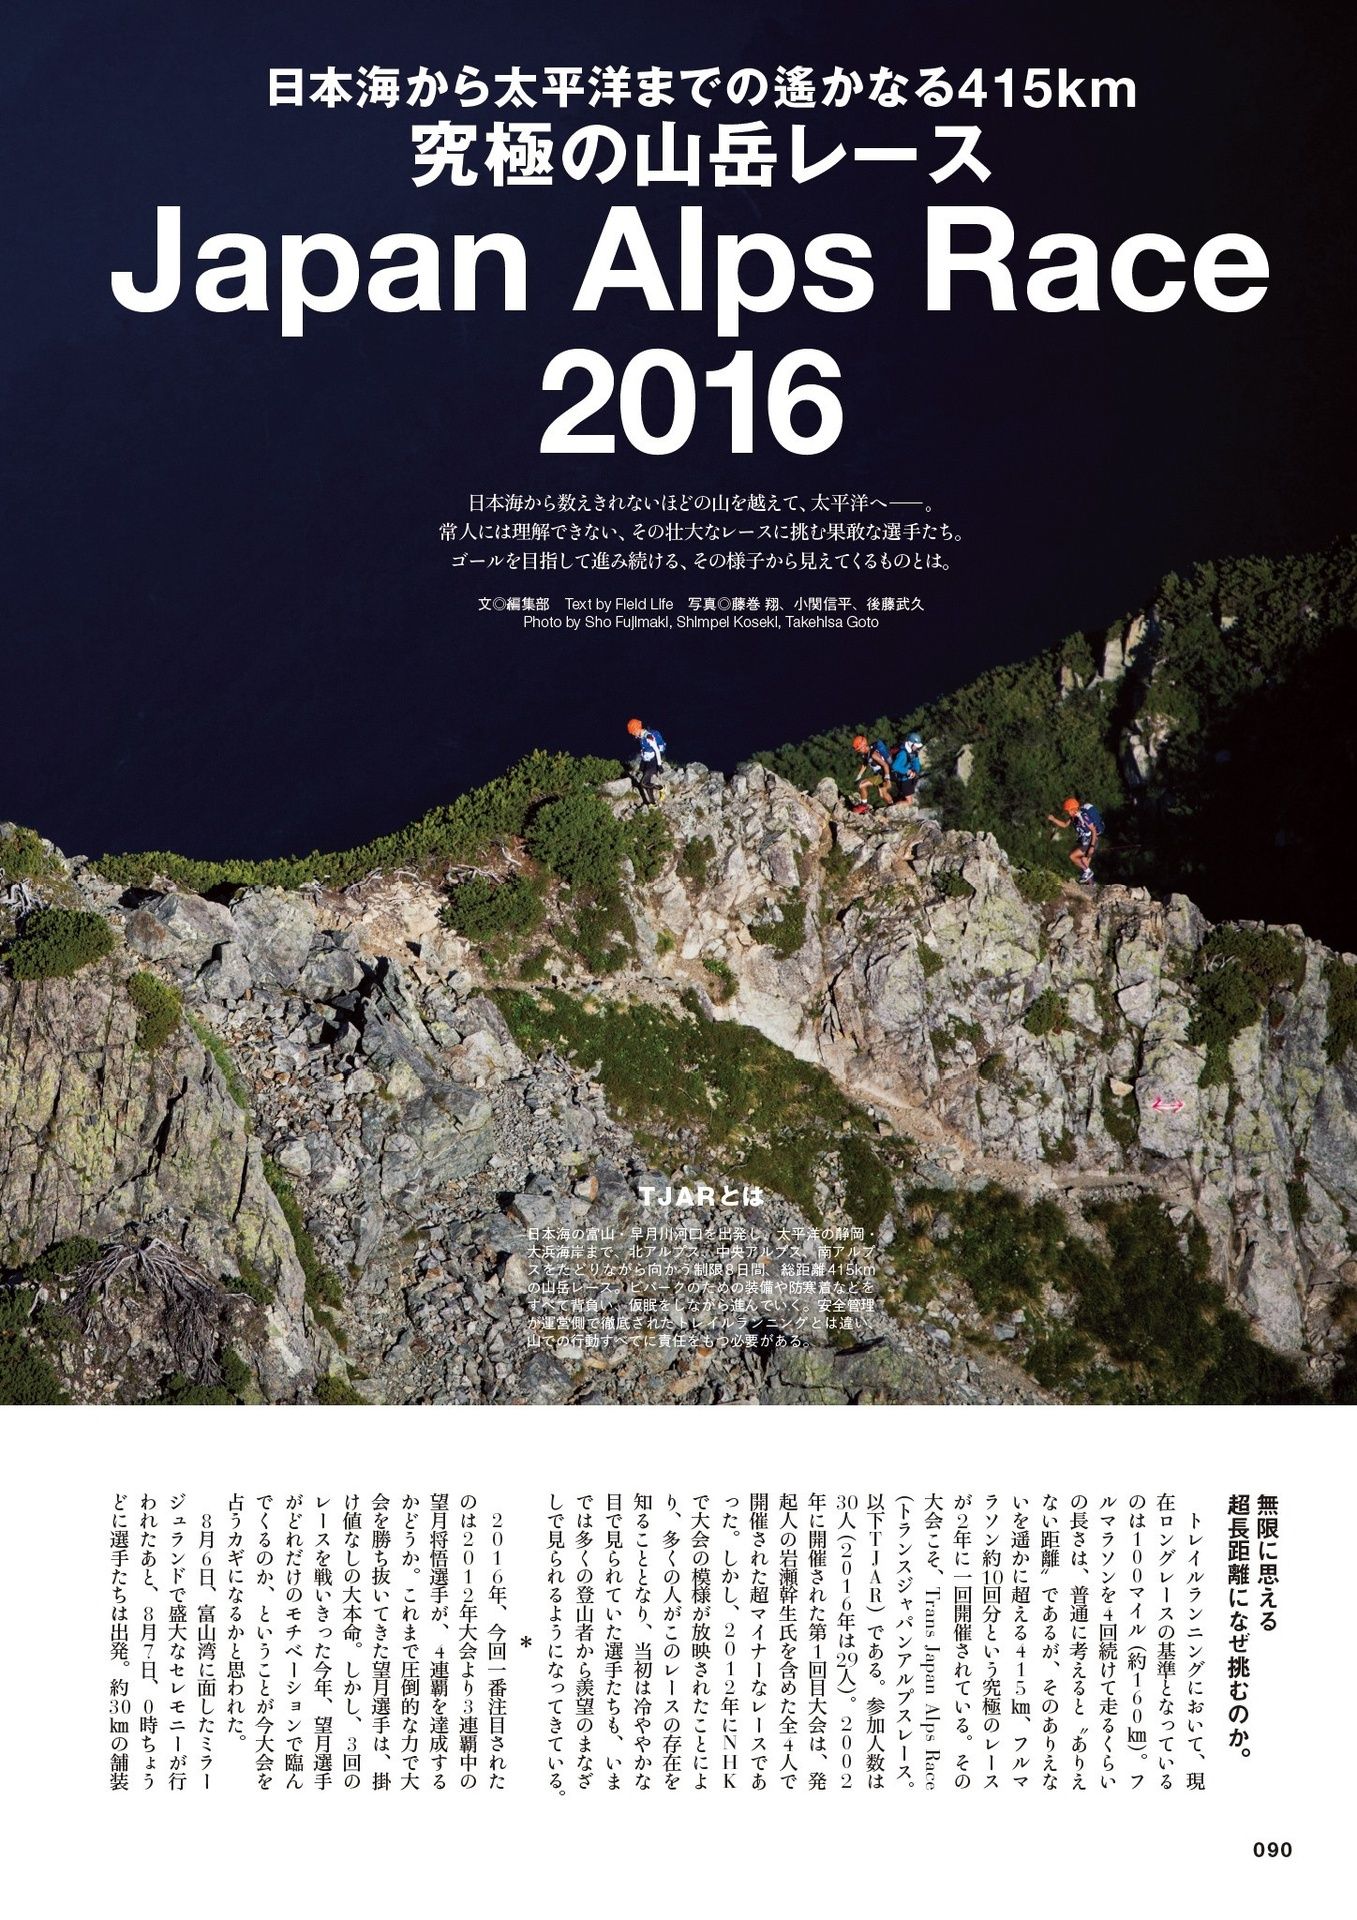 日本海から太平洋までの遙かなる415km
究極の山岳レース
Japan Alps Race
2016
日本海から数えきれないほどの山を越えて、太平洋へ——。
常人には理解できない、その壮大なレースに挑む果敢な選手たち。
ゴールを目指して進み続ける、その様子から見えてくるものとは。
文◎編集部　Text by Field Life　写真◎藤巻 翔、小関信平、後藤武久
Photo by Sho Fujimaki, Shimpei Koseki, Takehisa Goto
TJARとは
日本海の富山・早月川河口を出発し、太平洋の静岡・
大浜海岸まで、北アルプス、中央アルプス、南アルプ
スをたどりながら向かう制限8日間、総距離415km
の山岳レース。ビバークのための装備や防寒着などを
すべて背負い、仮眠をしながら進んでいく。安全管理
が運営側で徹底されたトレイルランニングとは違い、
山での行動すべてに責任をもつ必要がある。
無限に思える
超長距離になぜ挑むのか。
トレイルランニングにおいて、現
在ロングレースの基準となっている
のは100マイル（約160㎞）。フ
ルマラソンを4回続けて走るくらい
の長さは、普通に考えると〝ありえ
ない距離〟であるが、そのありえな
いを遥かに超える415㎞、フルマ
ラソン約10回分という究極のレース
が2年に一回開催されている。その
大会こそ、Trans Japan Alps Race
（トランスジャパンアルプスレース。
以下TJAR）である。参加人数は
30人（2016年は29人）。2002
年に開催された第1回目大会は、発
起人の岩瀬幹生氏を含めた全4人で
開催された超マイナーなレースであ
った。しかし、2012年にNHK
で大会の模様が放映されたことによ
り、多くの人がこのレースの存在を
知ることとなり、当初は冷ややかな
目で見られていた選手たちも、いま
では多くの登山者から羨望のまなざ
しで見られるようになってきている。
＊
2016年、今回一番注目された
のは2012年大会より3連覇中の
望月将悟選手が、4連覇を達成する
かどうか。これまで圧倒的な力で大
会を勝ち抜いてきた望月選手は、掛
け値なしの大本命。しかし、3回の
レースを戦いきった今年、望月選手
がどれだけのモチベーションで臨ん
でくるのか、ということが今大会を
占うカギになるかと思われた。
8月6日、富山湾に面したミラー
ジュランドで盛大なセレモニーが行
われたあと、8月7日、0時ちょう
どに選手たちは出発。約30㎞の舗装
090